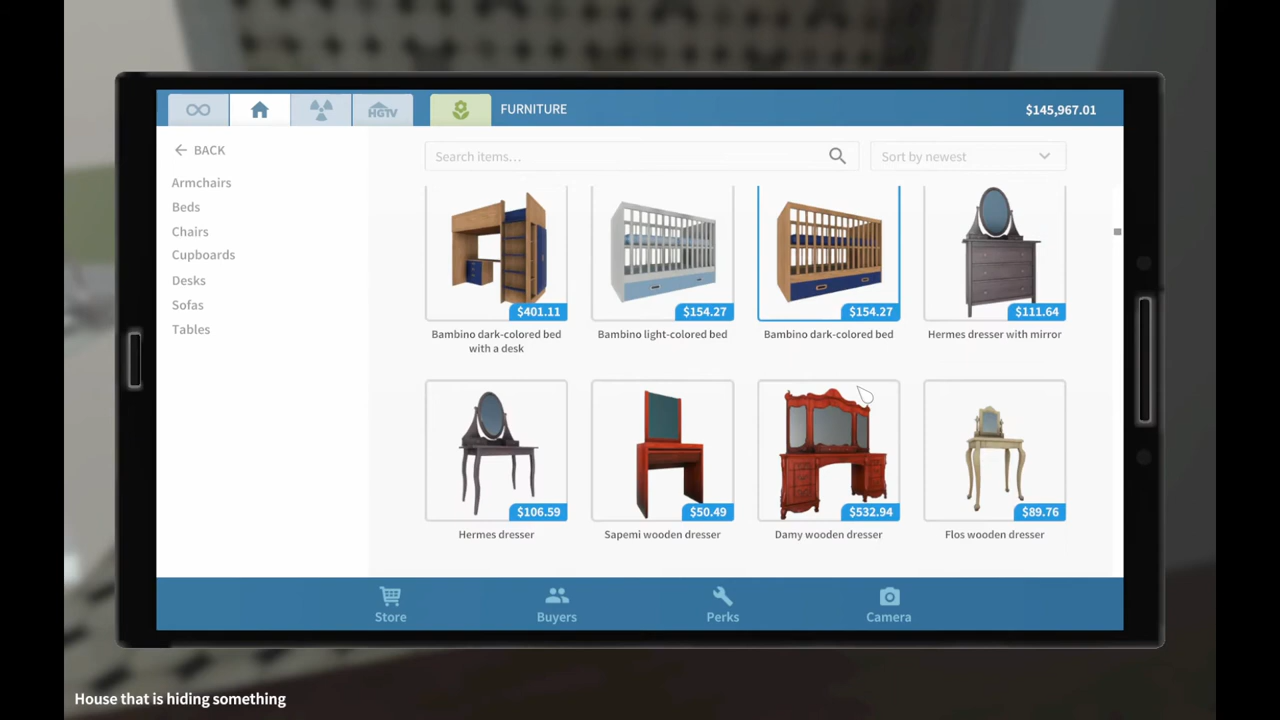 HGTV
FURNITURE
$145,967.01
BACK
Search items...
Sort by newest
Armchairs
Beds
Chairs
Cupboards
Desks
Sofas
Tables
$401.11
$154.27
$154.27
$111.64
Bambino dark-colored bed
with a desk
Bambino light-colored bed
Bambino dark-colored bed
Hermes dresser with mirror
$106.59
$50.49
$532.94
$89.76
Hermes dresser
Sapemi wooden dresser
Damy wooden dresser
Flos wooden dresser
Store
Buyers
Perks
Camera
House that is hiding something